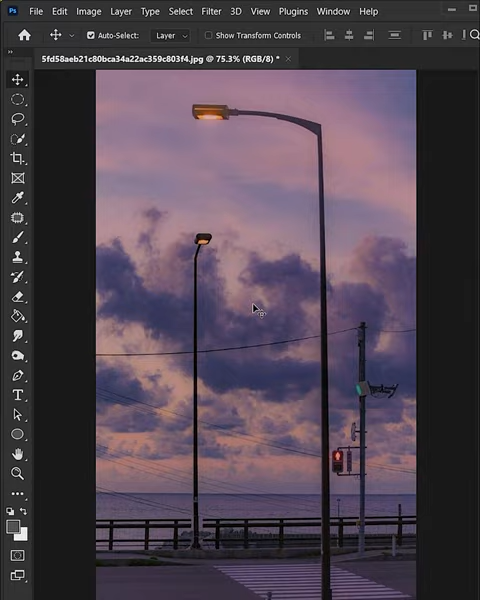 Ps File Edit Image Layer Type Select Filter 3D View Plugins Window Help
Auto-Select: Layer Show Transform Controls
5fd58aeb21c80bca34a22ac359c803f4.jpg @ 75.3% (RGB/8) *
T